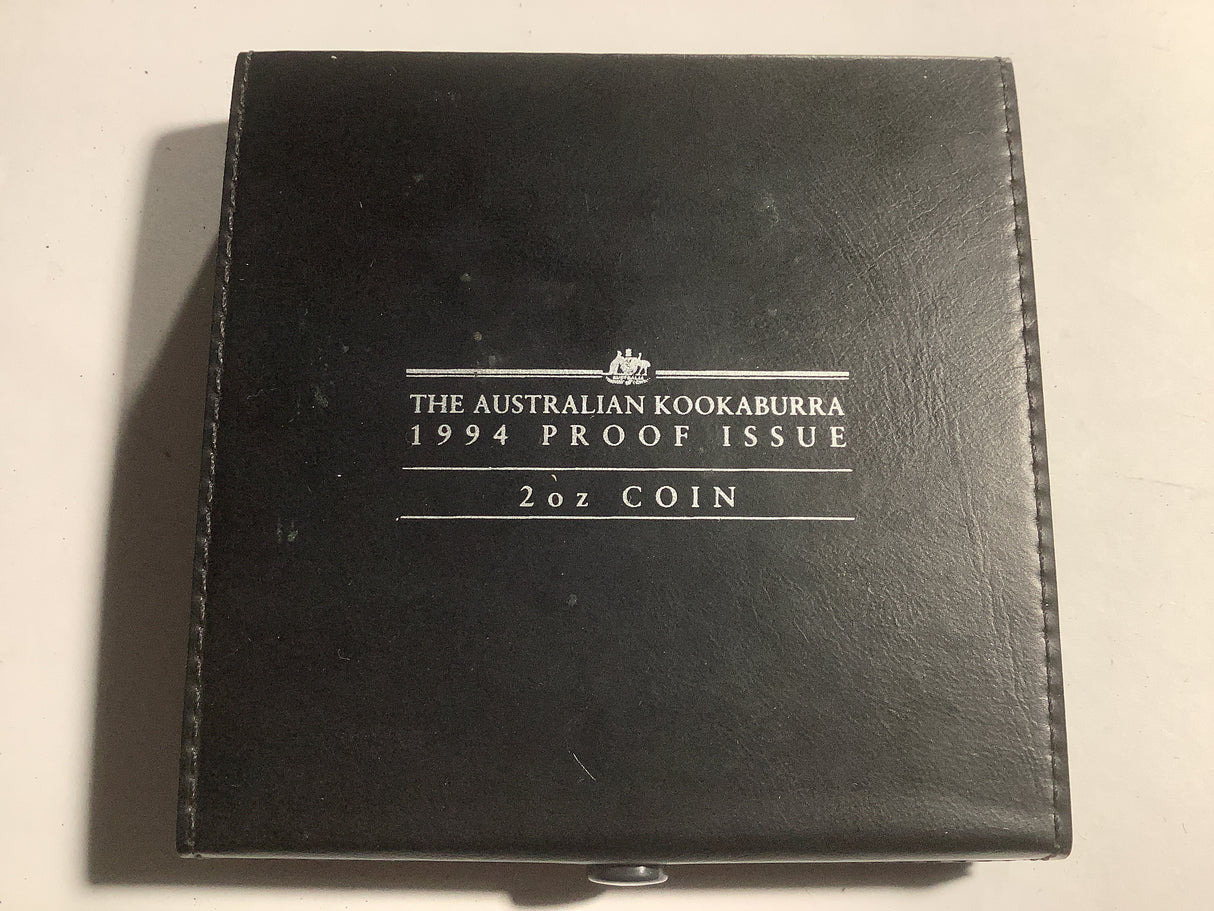 THE AUSTRALIAN KOOKABURRA
1994 PROOF ISSUE
2oz COIN